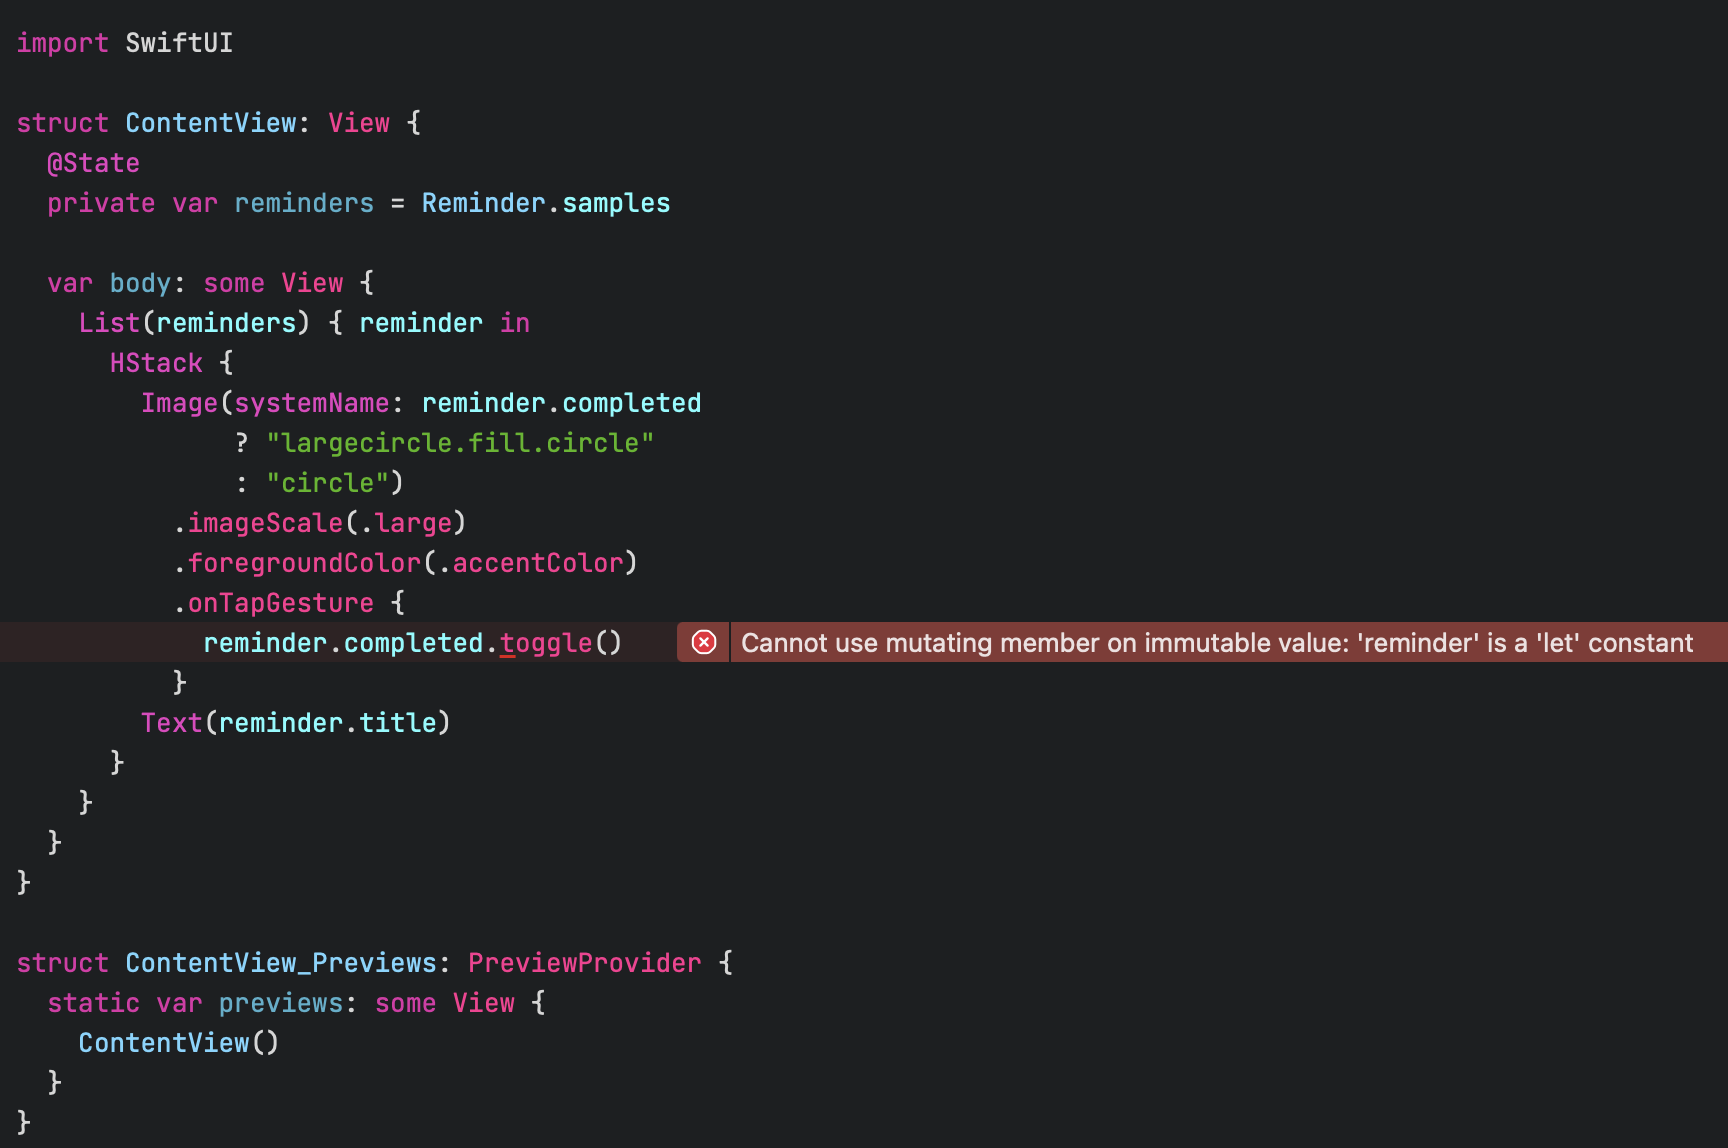 import SwiftUI
struct ContentView: View {
@State
private var reminders = Reminder.samples
var body: some View {
List(reminders) { reminder in
HStack {
Image(systemName: reminder.completed
? "largecircle.fill.circle"
: "circle")
.imageScale(.large)
.foregroundColor(.accentColor)
.onTapGesture {
reminder.completed.toggle() Cannot use mutating member on immutable value: 'reminder' is a 'let' constant
}
Text(reminder.title)
}
}
}
}
struct ContentView_Previews: PreviewProvider {
static var previews: some View {
ContentView()
}
}